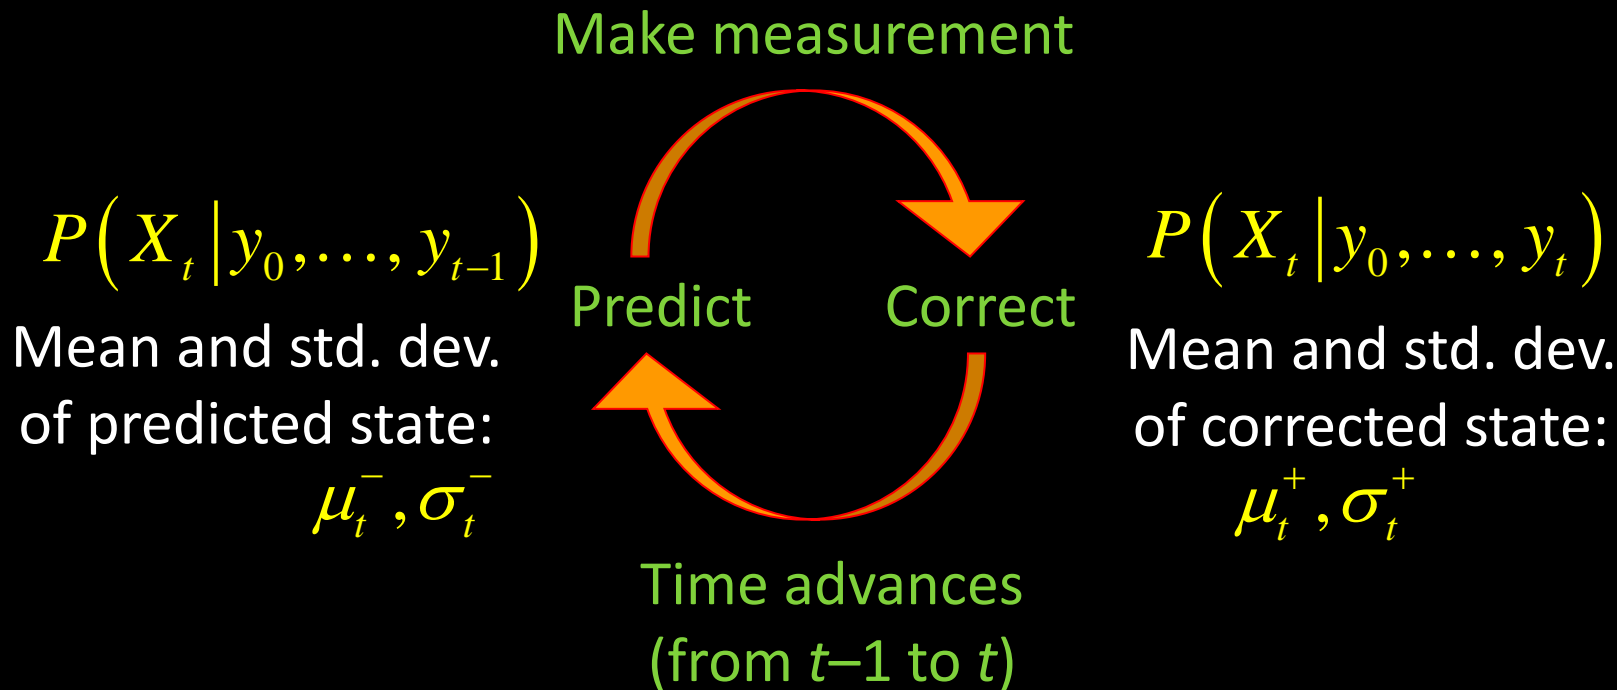 Make measurement
P(X_t | y_0, ..., y_{t–1})
Mean and std. dev.
of predicted state:
μ_t^−, σ_t^−
Predict
Correct
P(X_t | y_0, ..., y_t)
Mean and std. dev.
of corrected state:
μ_t^+, σ_t^+
Time advances
(from t–1 to t)